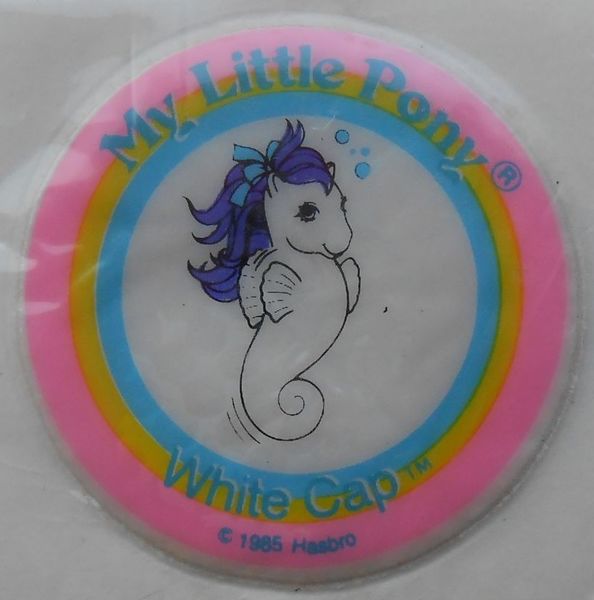 My Little Pony®
White Cap™
© 1985 Hasbro